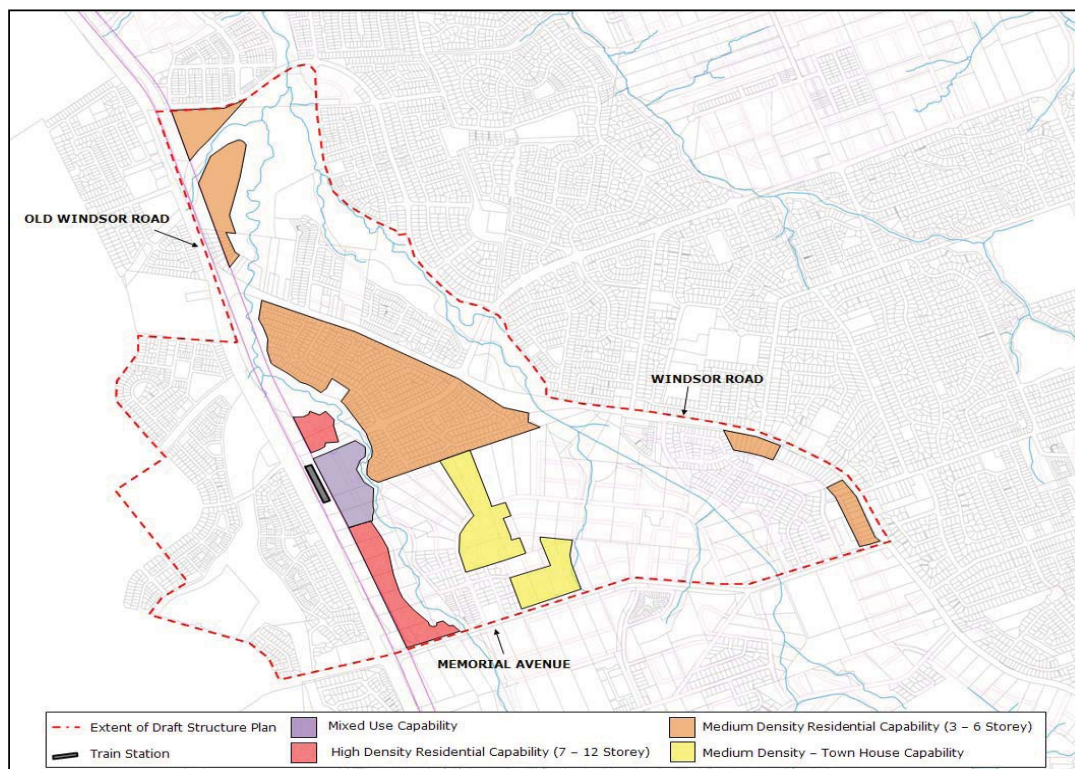 OLD WINDSOR ROAD
WINDSOR ROAD
MEMORIAL AVENUE
Extent of Draft Structure Plan
Train Station
Mixed Use Capability
High Density Residential Capability (7 – 12 Storey)
Medium Density Residential Capability (3 – 6 Storey)
Medium Density – Town House Capability